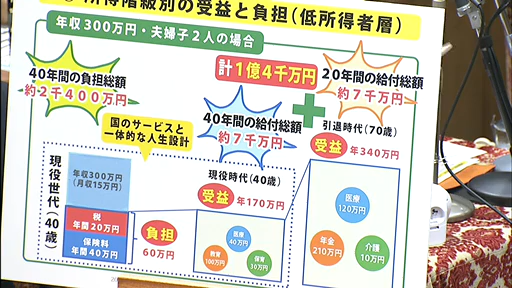 所得階級別の受益と負担(低所得者層)
年収300万円・夫婦子2人の場合
40年間の負担総額
約2千400万円
計1億4千万円
20年間の給付総額
約7千万円
国のサービスと
一体的な人生設計
40年間の給付総額
約7千万円
引退時代(70歳)
受益 年340万円
現役世代(40歳)
年収300万円
(月収15万円)
税
年間20万円
保険料
年間40万円
負担
60万円
現役時代(40歳)
受益 年170万円
医療
40万円
教育
100万円
保育
30万円
医療
120万円
年金
210万円
介護
10万円